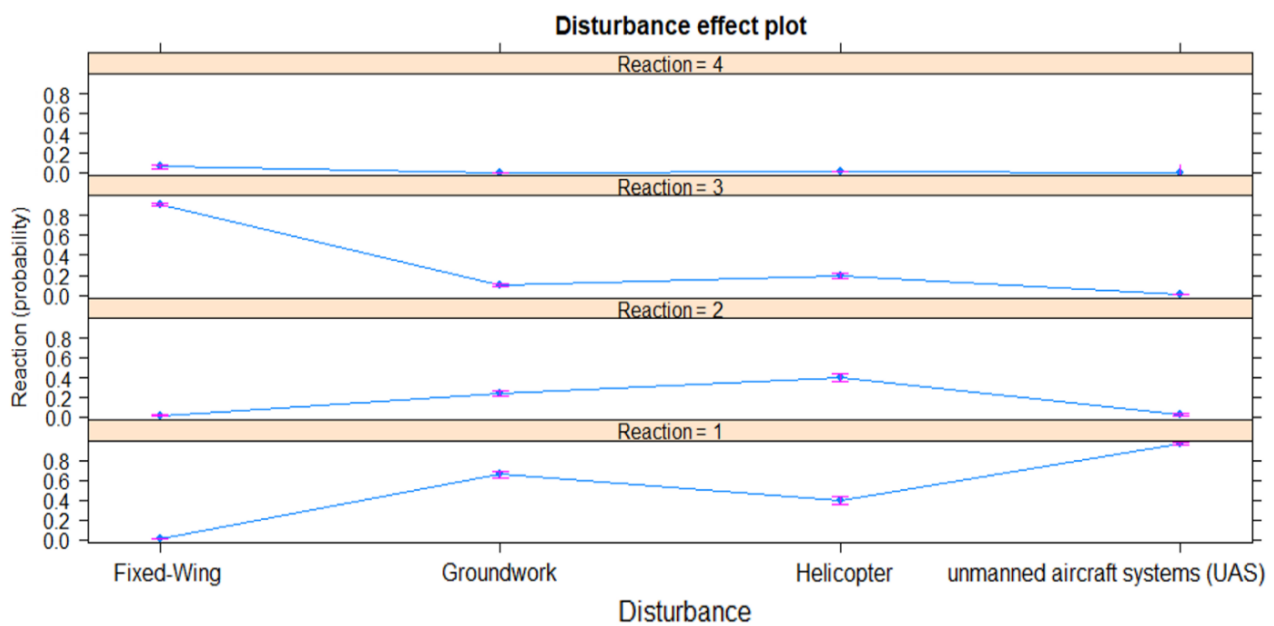 Disturbance effect plot
Reaction = 4
0.8
0.6
0.4
0.2
0.0
Reaction = 3
0.8
0.6
0.4
0.2
0.0
Reaction = 2
0.8
0.6
0.4
0.2
0.0
Reaction = 1
0.8
0.6
0.4
0.2
0.0
Reaction (probability)
Fixed-Wing Groundwork Helicopter unmanned aircraft systems (UAS)
Disturbance